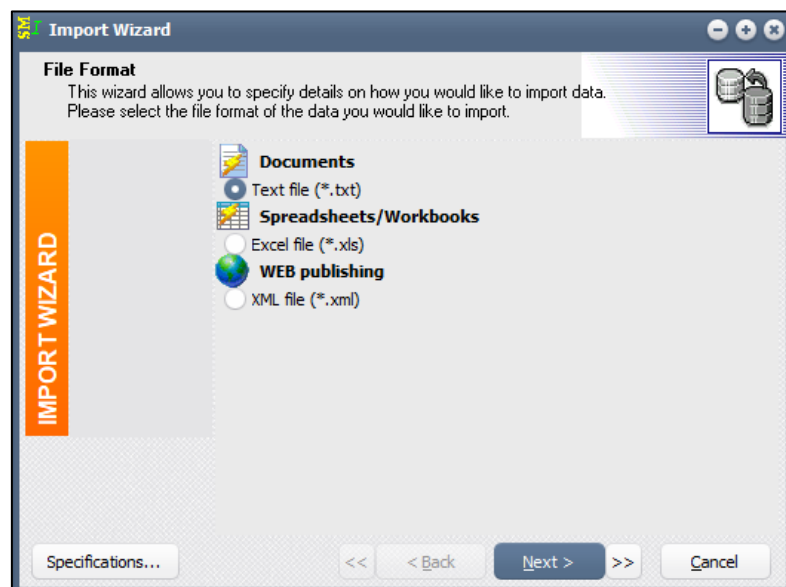 SMI Import Wizard
File Format
This wizard allows you to specify details on how you would like to import data.
Please select the file format of the data you would like to import.
IMPORT WIZARD
Documents
Text file (*.txt)
Spreadsheets/Workbooks
Excel file (*.xls)
WEB publishing
XML file (*.xml)
Specifications... << < Back Next > >> Cancel